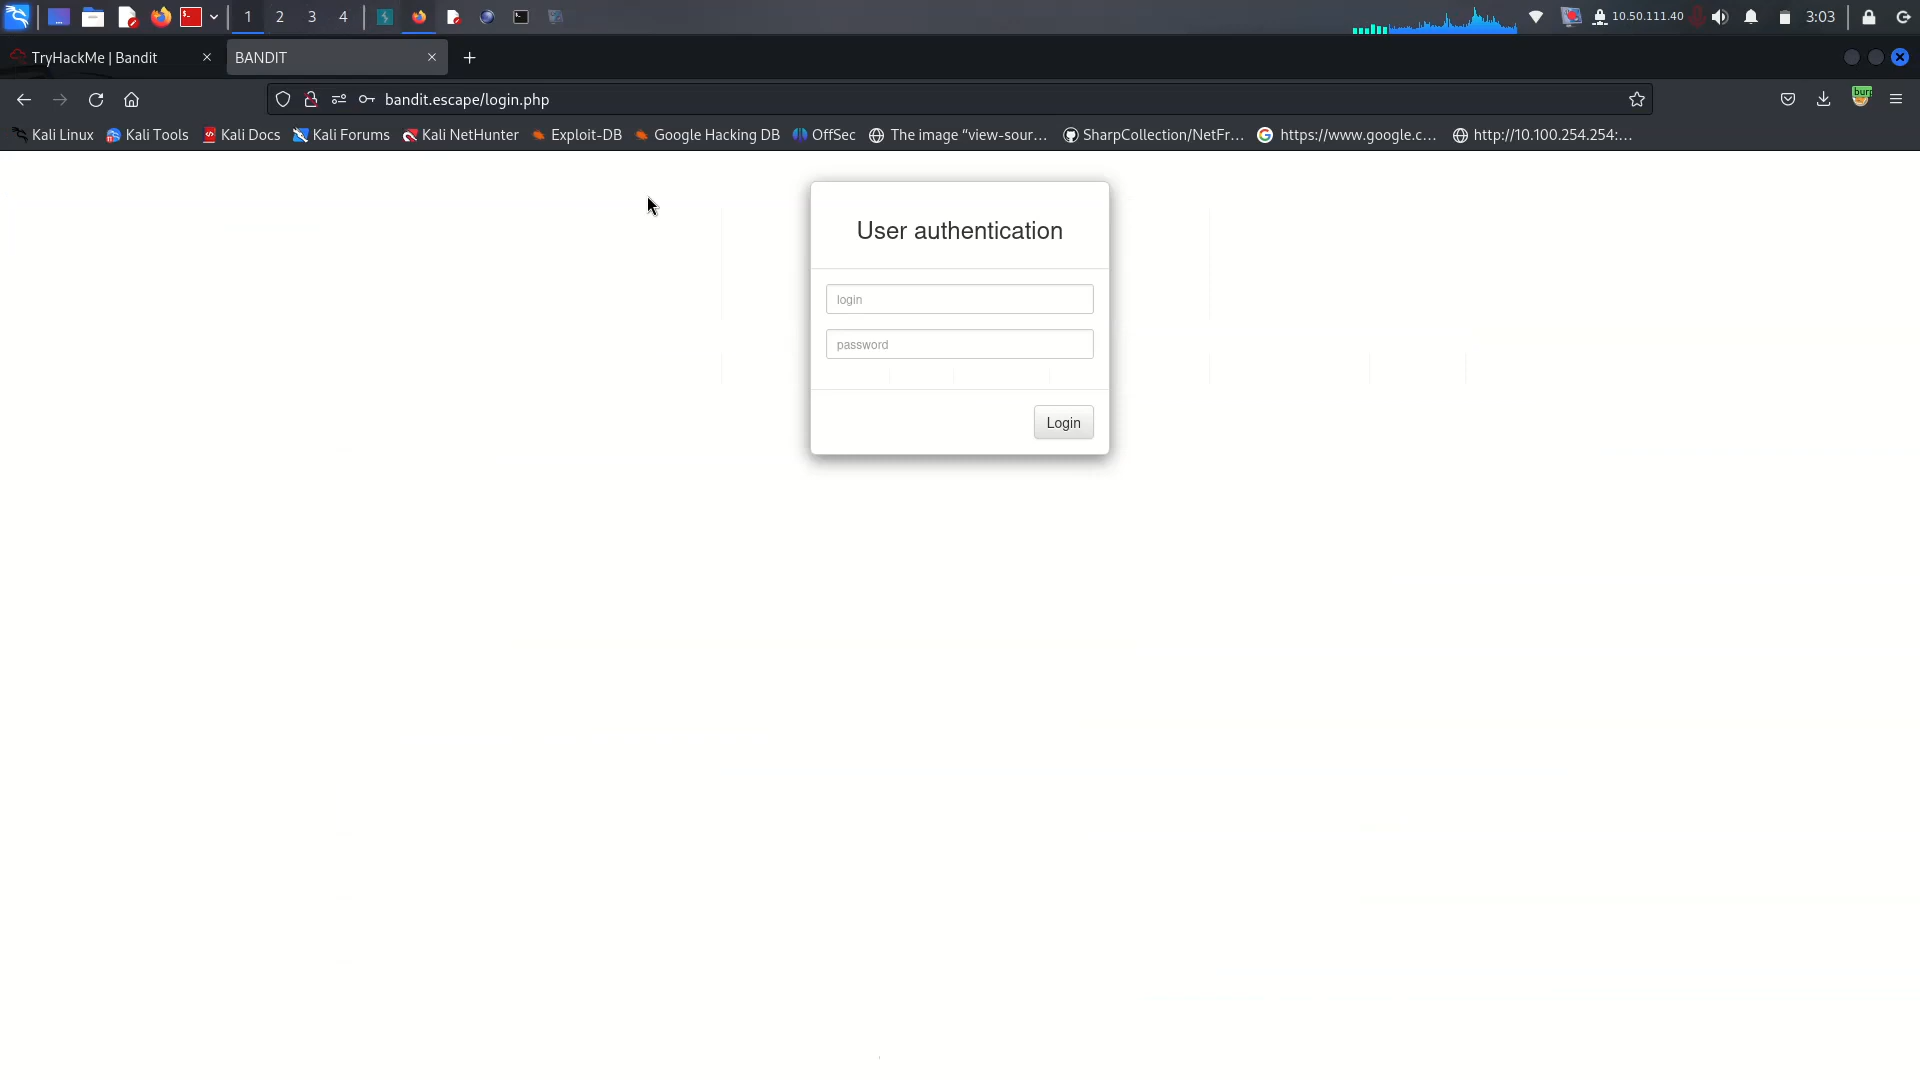 1 2 3 4 10.50.111.40 3:03
TryHackMe | Bandit BANDIT
bandit.escape/login.php
burp
Kali Linux Kali Tools Kali Docs Kali Forums Kali NetHunter Exploit-DB Google Hacking DB OffSec The image “view-sour… SharpCollection/NetFr… https://www.google.c… http://10.100.254.254:…
User authentication
login
password
Login